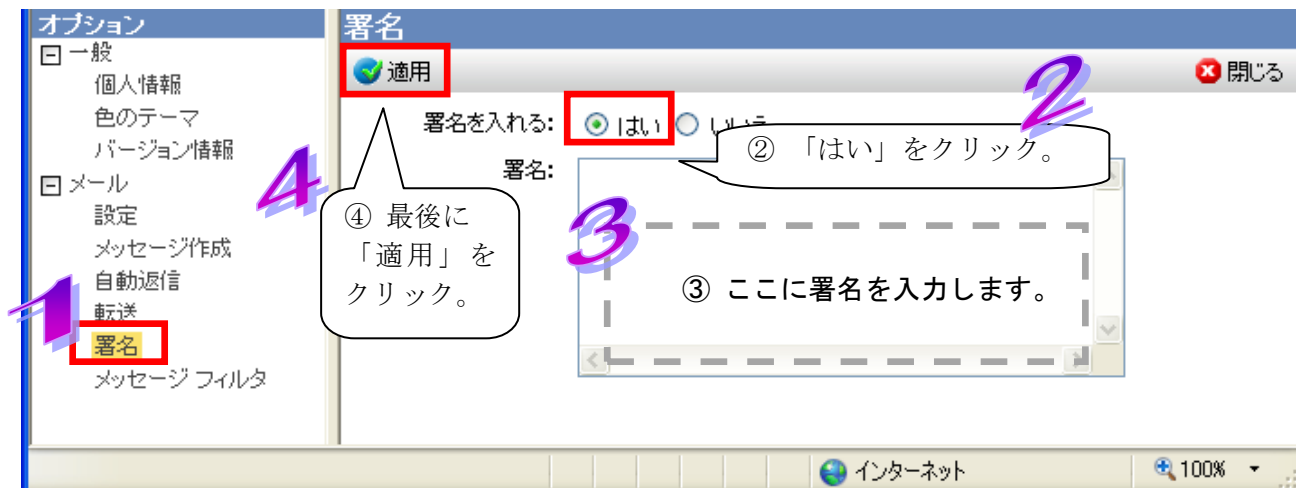 オプション
一般
個人情報
色のテーマ
バージョン情報
メール
設定
メッセージ作成
自動返信
転送
署名
メッセージ フィルタ
署名
適用
閉じる
署名を入れる:
はい
署名:
1
2
② 「はい」をクリック。
3
③ ここに署名を入力します。
4
④ 最後に
「適用」を
クリック。
インターネット
100%